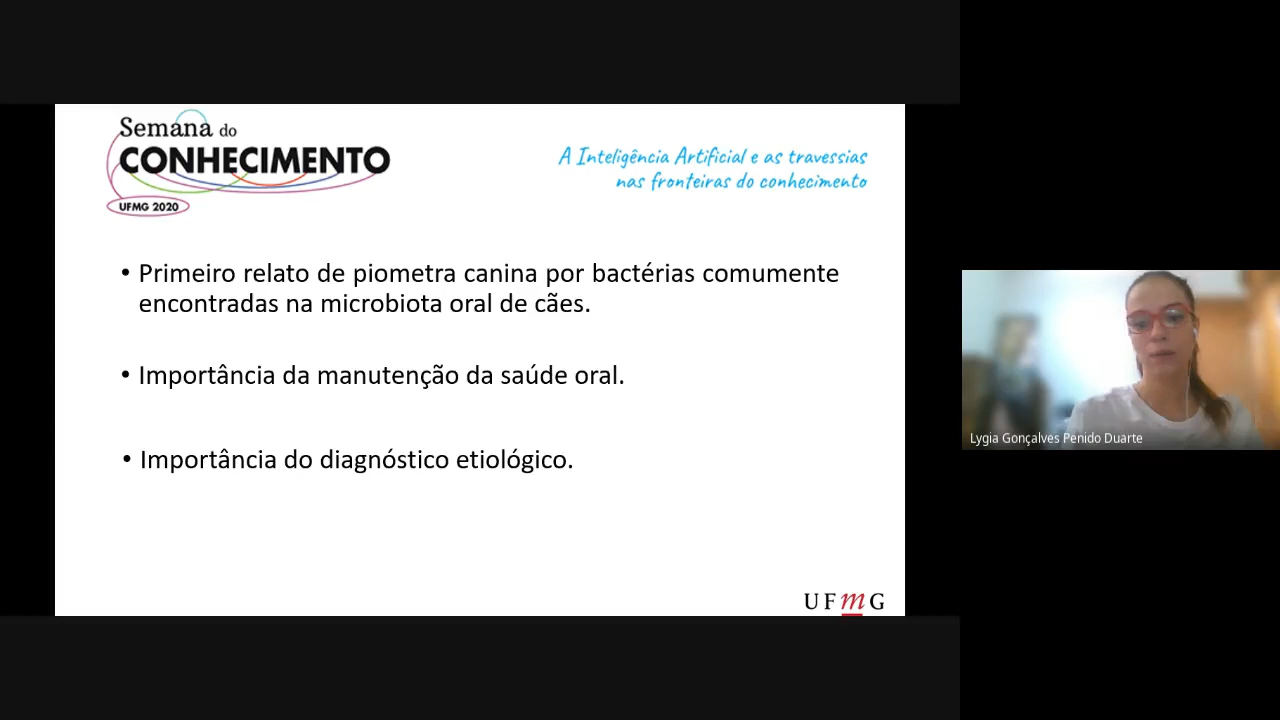 Semana do
CONHECIMENTO
UFMG 2020
A Inteligência Artificial e as travessias
nas fronteiras do conhecimento
• Primeiro relato de piometra canina por bactérias comumente
encontradas na microbiota oral de cães.
• Importância da manutenção da saúde oral.
• Importância do diagnóstico etiológico.
UFmG
Lygia Gonçalves Penido Duarte